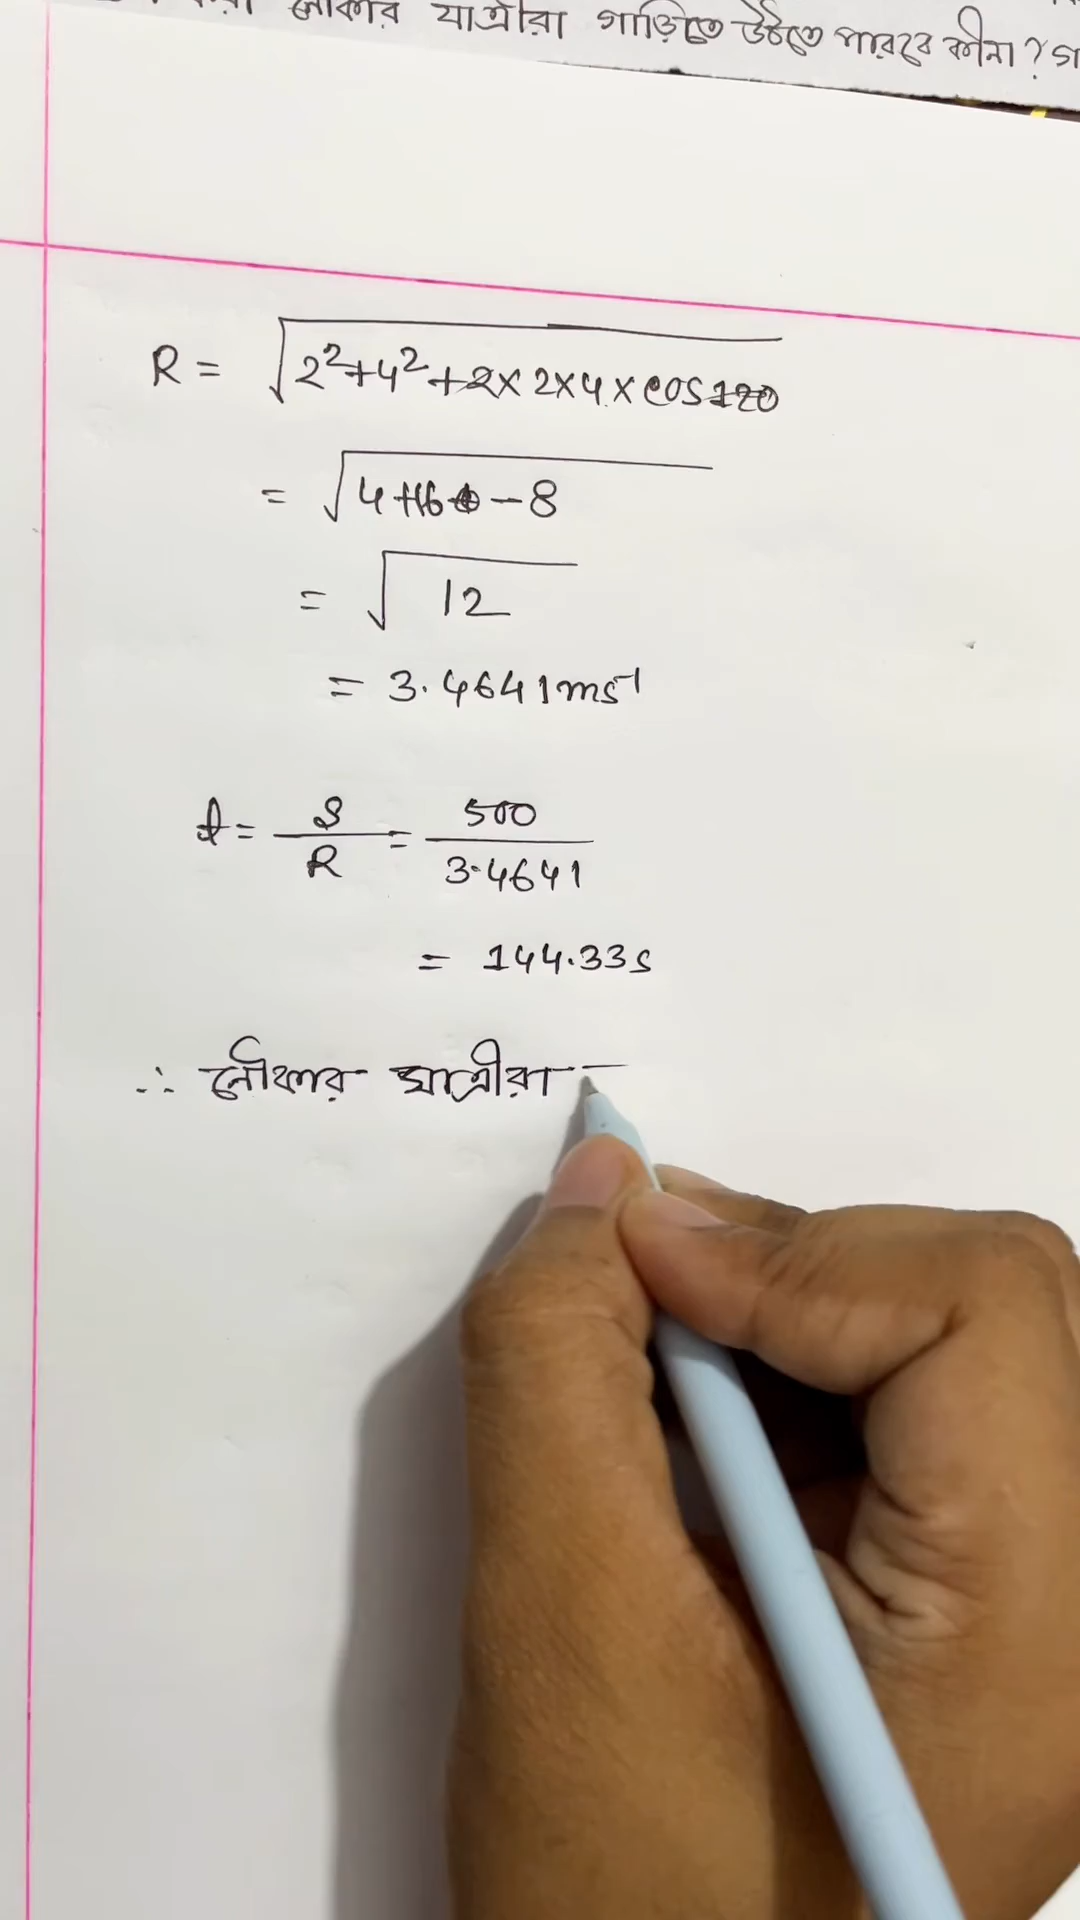 নৌকার যাত্রীরা গাড়িতে উঠতে পারবে কীনা? গ
R = √2²+4²+2×2×4×cos120
= √4+16-8
= √12
= 3.4641ms⁻¹
t = S/R = 500/3.4641
= 144.33s
∴ নৌকার যাত্রীরা